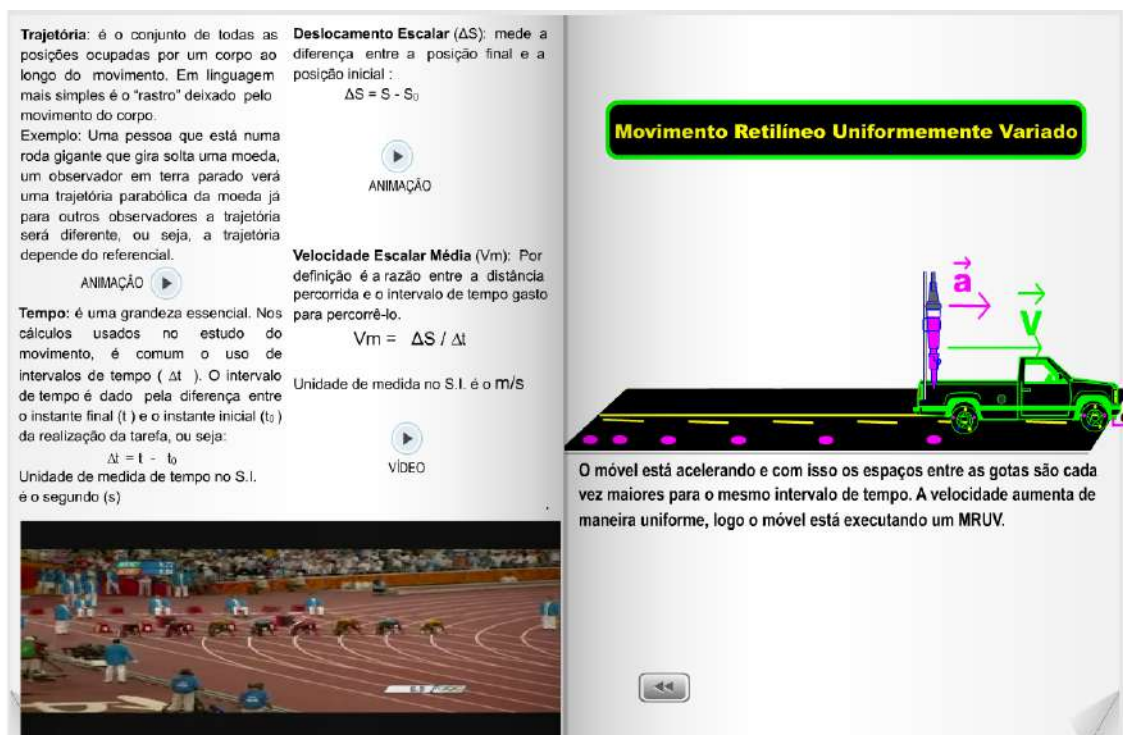 Trajetória: é o conjunto de todas as
posições ocupadas por um corpo ao
longo do movimento. Em linguagem
mais simples é o “rastro” deixado pelo
movimento do corpo.
Exemplo: Uma pessoa que está numa
roda gigante que gira solta uma moeda,
um observador em terra parado verá
uma trajetória parabólica da moeda já
para outros observadores a trajetória
será diferente, ou seja, a trajetória
depende do referencial.
ANIMAÇÃO
Tempo: é uma grandeza essencial. Nos
cálculos usados no estudo do
movimento, é comum o uso de
intervalos de tempo ( Δt ). O intervalo
de tempo é dado pela diferença entre
o instante final (t ) e o instante inicial (t₀ )
da realização da tarefa, ou seja:
Δt = t - t₀
Unidade de medida de tempo no S.I.
é o segundo (s)
Deslocamento Escalar (ΔS): mede a
diferença entre a posição final e a
posição inicial :
ΔS = S - S₀
ANIMAÇÃO
Velocidade Escalar Média (Vm): Por
definição é a razão entre a distância
percorrida e o intervalo de tempo gasto
para percorrê-lo.
Vm = ΔS / Δt
Unidade de medida no S.I. é o m/s
VÍDEO
Movimento Retilíneo Uniformemente Variado
a
V
O móvel está acelerando e com isso os espaços entre as gotas são cada
vez maiores para o mesmo intervalo de tempo. A velocidade aumenta de
maneira uniforme, logo o móvel está executando um MRUV.